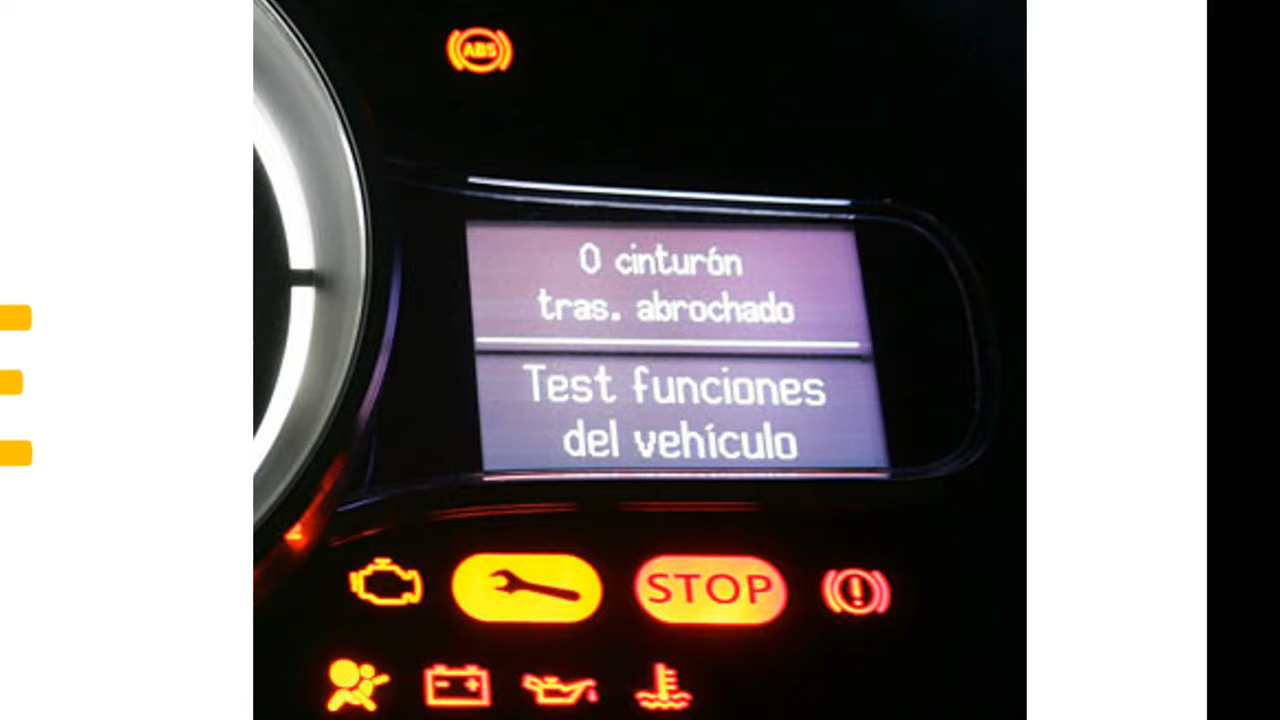 ABS
0 cinturón
tras. abrochado
Test funciones
del vehículo
STOP